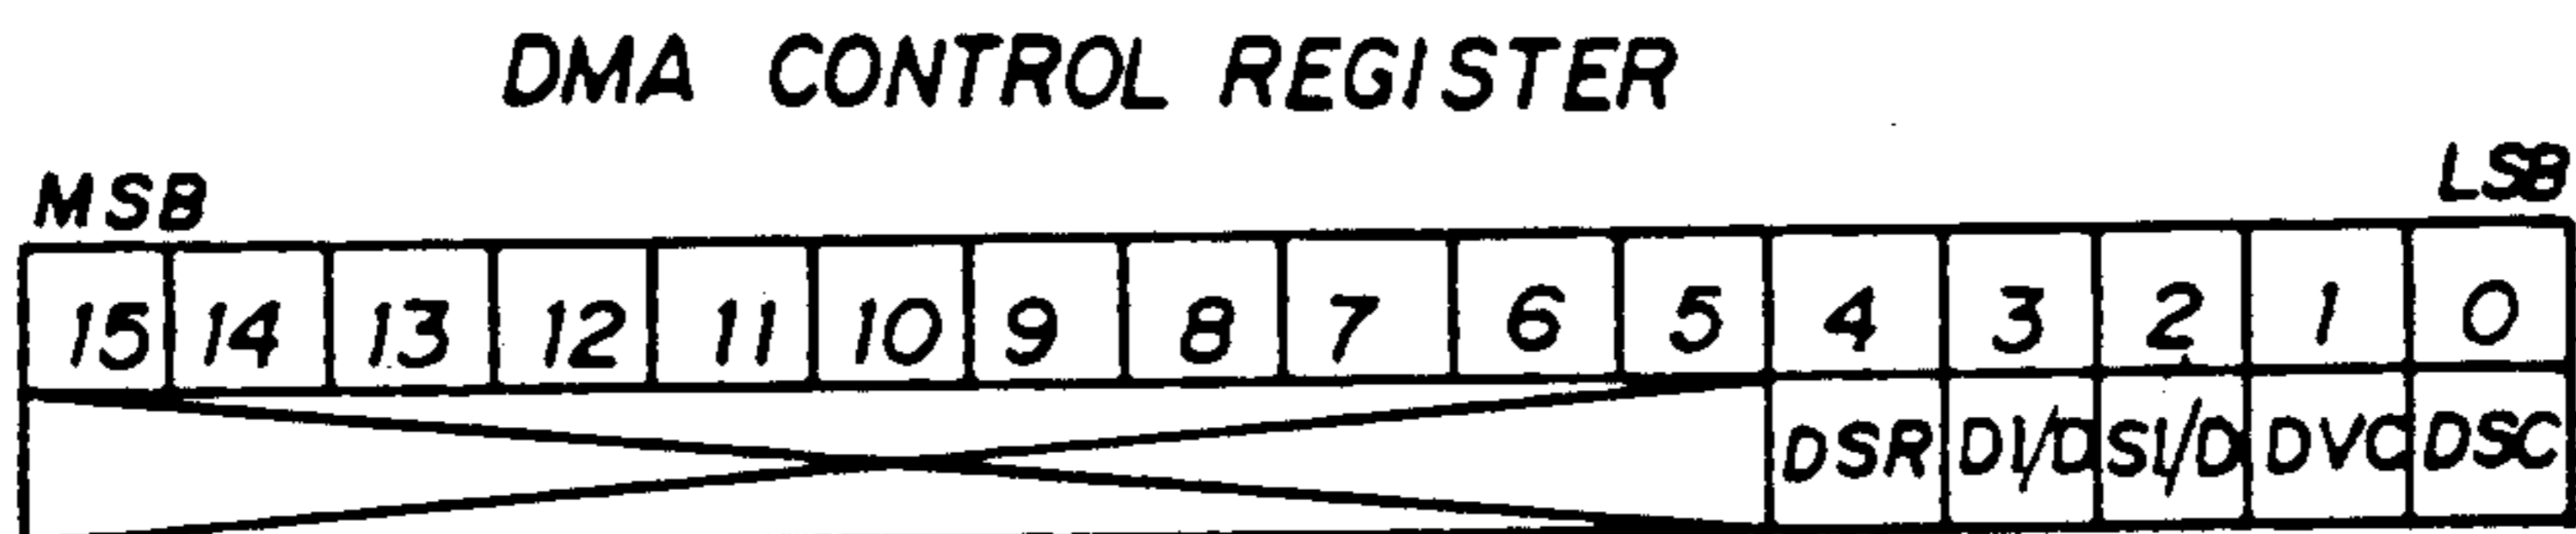 DMA CONTROL REGISTER
MSB LSB
15 14 13 12 11 10 9 8 7 6 5 4 3 2 1 0
DSR DI/D SI/D DVC DSC